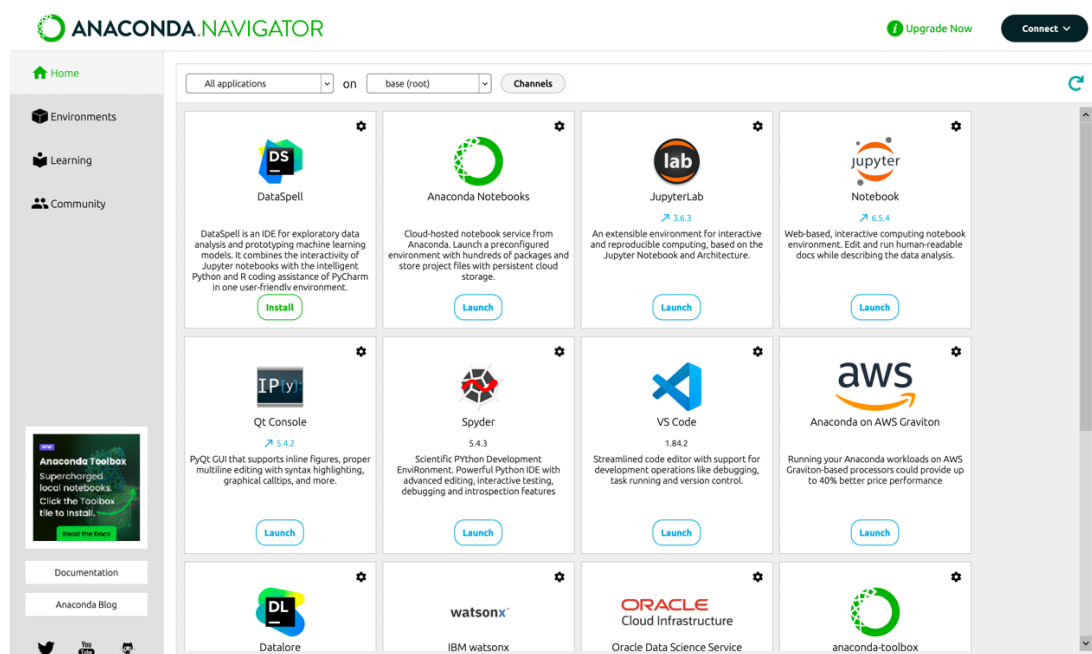 ANACONDA.NAVIGATOR
Upgrade Now
Connect
Home
Environments
Learning
Community
All applications
on
base (root)
Channels
DS
DataSpell
DataSpell is an IDE for exploratory data
analysis and prototyping machine learning
models. It combines the interactivity of
Jupyter notebooks with the intelligent
Python and R coding assistance of PyCharm
in one user-friendly environment.
Install
Anaconda Notebooks
Cloud-hosted notebook service from
Anaconda. Launch a preconfigured
environment with hundreds of packages and
store project files with persistent cloud
storage.
Launch
lab
JupyterLab
3.6.3
An extensible environment for interactive
and reproducible computing, based on the
Jupyter Notebook and Architecture.
Launch
jupyter
Notebook
6.5.4
Web-based, interactive computing notebook
environment. Edit and run human-readable
docs while describing the data analysis.
Launch
IP[y]:
Qt Console
5.4.2
PyQt GUI that supports inline figures, proper
multiline editing with syntax highlighting,
graphical calltips, and more.
Launch
Spyder
5.4.3
Scientific PYthon Development
EnviRonment. Powerful Python IDE with
advanced editing, interactive testing,
debugging and introspection features
Launch
VS Code
1.84.2
Streamlined code editor with support for
development operations like debugging,
task running and version control.
Launch
aws
Anaconda on AWS Graviton
Running your Anaconda workloads on AWS
Graviton-based processors could provide up
to 40% better price performance
Launch
DL
Datalore
watsonx
IBM watsonx
ORACLE
Cloud Infrastructure
Oracle Data Science Service
anaconda-toolbox
NEW
Anaconda Toolbox
Supercharged
local notebooks.
Click the Toolbox
tile to install.
Read the Docs
Documentation
Anaconda Blog
You
Tube